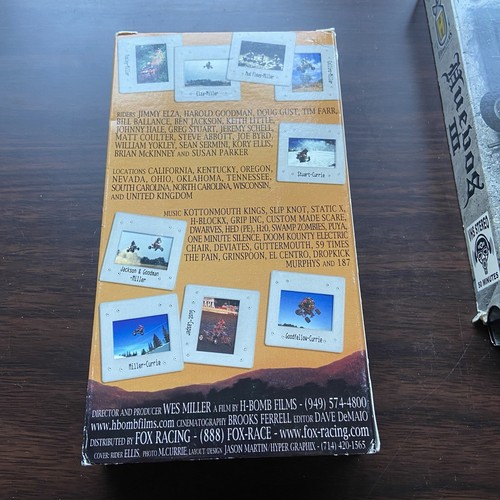 Elza-Miller
RIDERS JIMMY ELZA, HAROLD GOODMAN, DOUG GUST, TIM FARR,
BILL BALLANCE, BEN JACKSON, KEITH LITTLE,
JOHNNY HALE, GREG STUART, JEREMY SCHELL,
MATT COULTER, STEVE ABBOTT, JOE BYRD,
WILLIAM YOKLEY, SEAN SERMINI, KORY ELLIS,
BRIAN McKINNEY AND SUSAN PARKER
Stuart-Currie
LOCATIONS CALIFORNIA, KENTUCKY, OREGON,
NEVADA, OHIO, OKLAHOMA, TENNESSEE,
SOUTH CAROLINA, NORTH CAROLINA, WISCONSIN,
AND UNITED KINGDOM
MUSIC KOTTONMOUTH KINGS, SLIP KNOT, STATIC X,
H-BLOCKX, GRIP INC, CUSTOM MADE SCARE,
DWARVES, HED (PE), H2O, SWAMP ZOMBIES, PUYA,
ONE MINUTE SILENCE, DOOM KOUNTY ELECTRIC
CHAIR, DEVIATES, GUTTERMOUTH, 59 TIMES
THE PAIN, GRINSPOON, EL CENTRO, DROPKICK
MURPHYS AND 187
Jackson & Goodman
-Miller
Miller-Currie
Gust-Casper
Goodfellow-Currie
DIRECTOR AND PRODUCER WES MILLER A FILM BY H-BOMB FILMS - (949) 574-4800
www.hbombfilms.com CINEMATOGRAPHY BROOKS FERRELL EDITOR DAVE DeMAIO
DISTRIBUTED BY FOX RACING - (888) FOX-RACE - www.fox-racing.com
COVER: RIDER ELLIS. PHOTO M.CURRIE. LAYOUT/DESIGN JASON MARTIN/HYPER GRAPHIX - (714) 420-1565
VHS STEREO
50 MINUTES